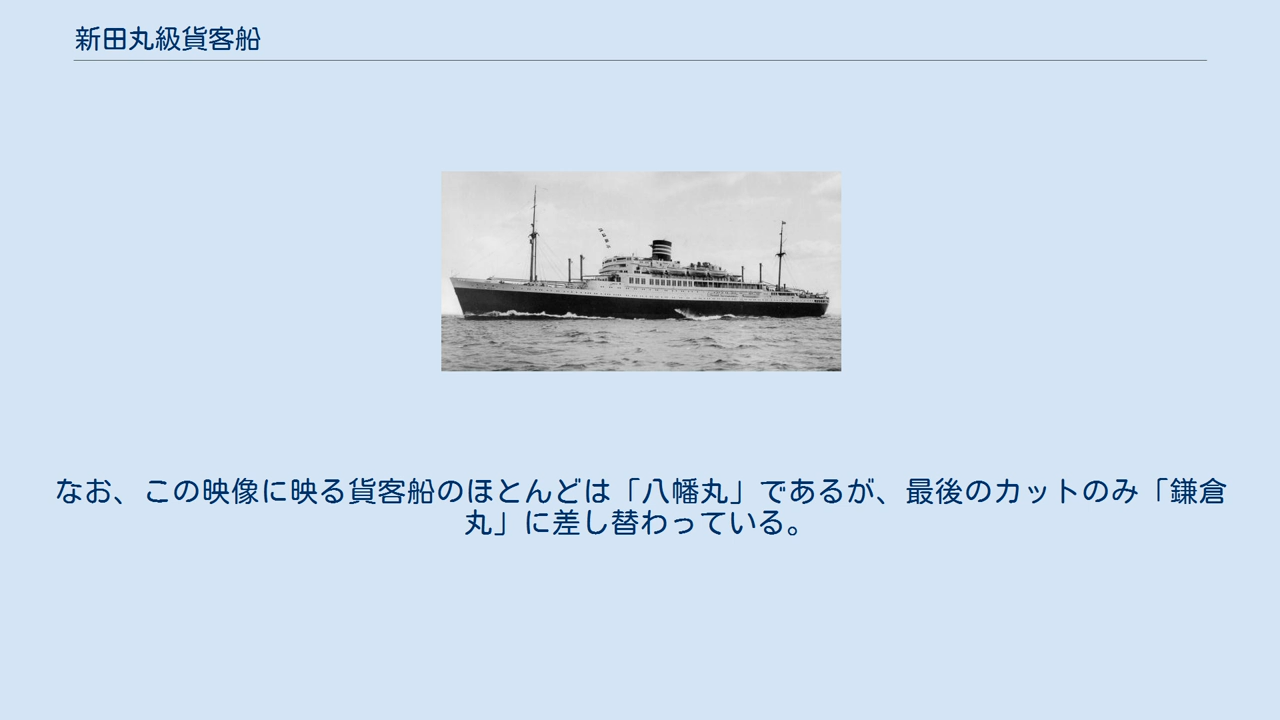 新田丸級貨客船
なお、この映像に映る貨客船のほとんどは「八幡丸」であるが、最後のカットのみ「鎌倉
丸」に差し替わっている。